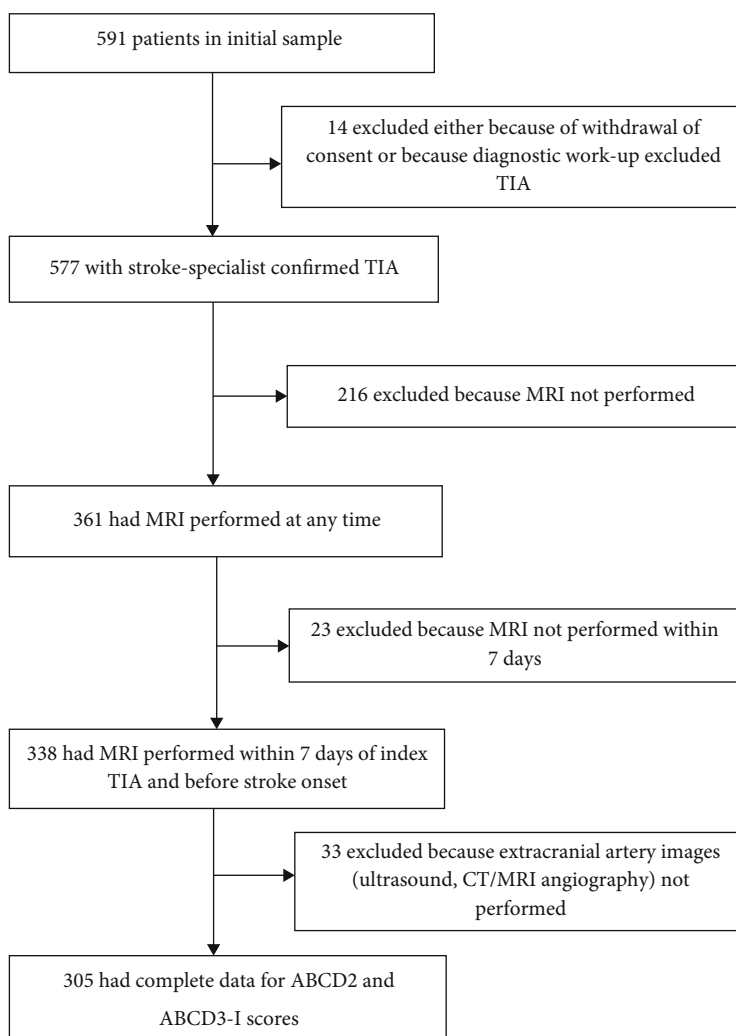 591 patients in initial sample
14 excluded either because of withdrawal of
consent or because diagnostic work-up excluded
TIA
577 with stroke-specialist confirmed TIA
216 excluded because MRI not performed
361 had MRI performed at any time
23 excluded because MRI not performed within
7 days
338 had MRI performed within 7 days of index
TIA and before stroke onset
33 excluded because extracranial artery images
(ultrasound, CT/MRI angiography) not
performed
305 had complete data for ABCD2 and
ABCD3-I scores